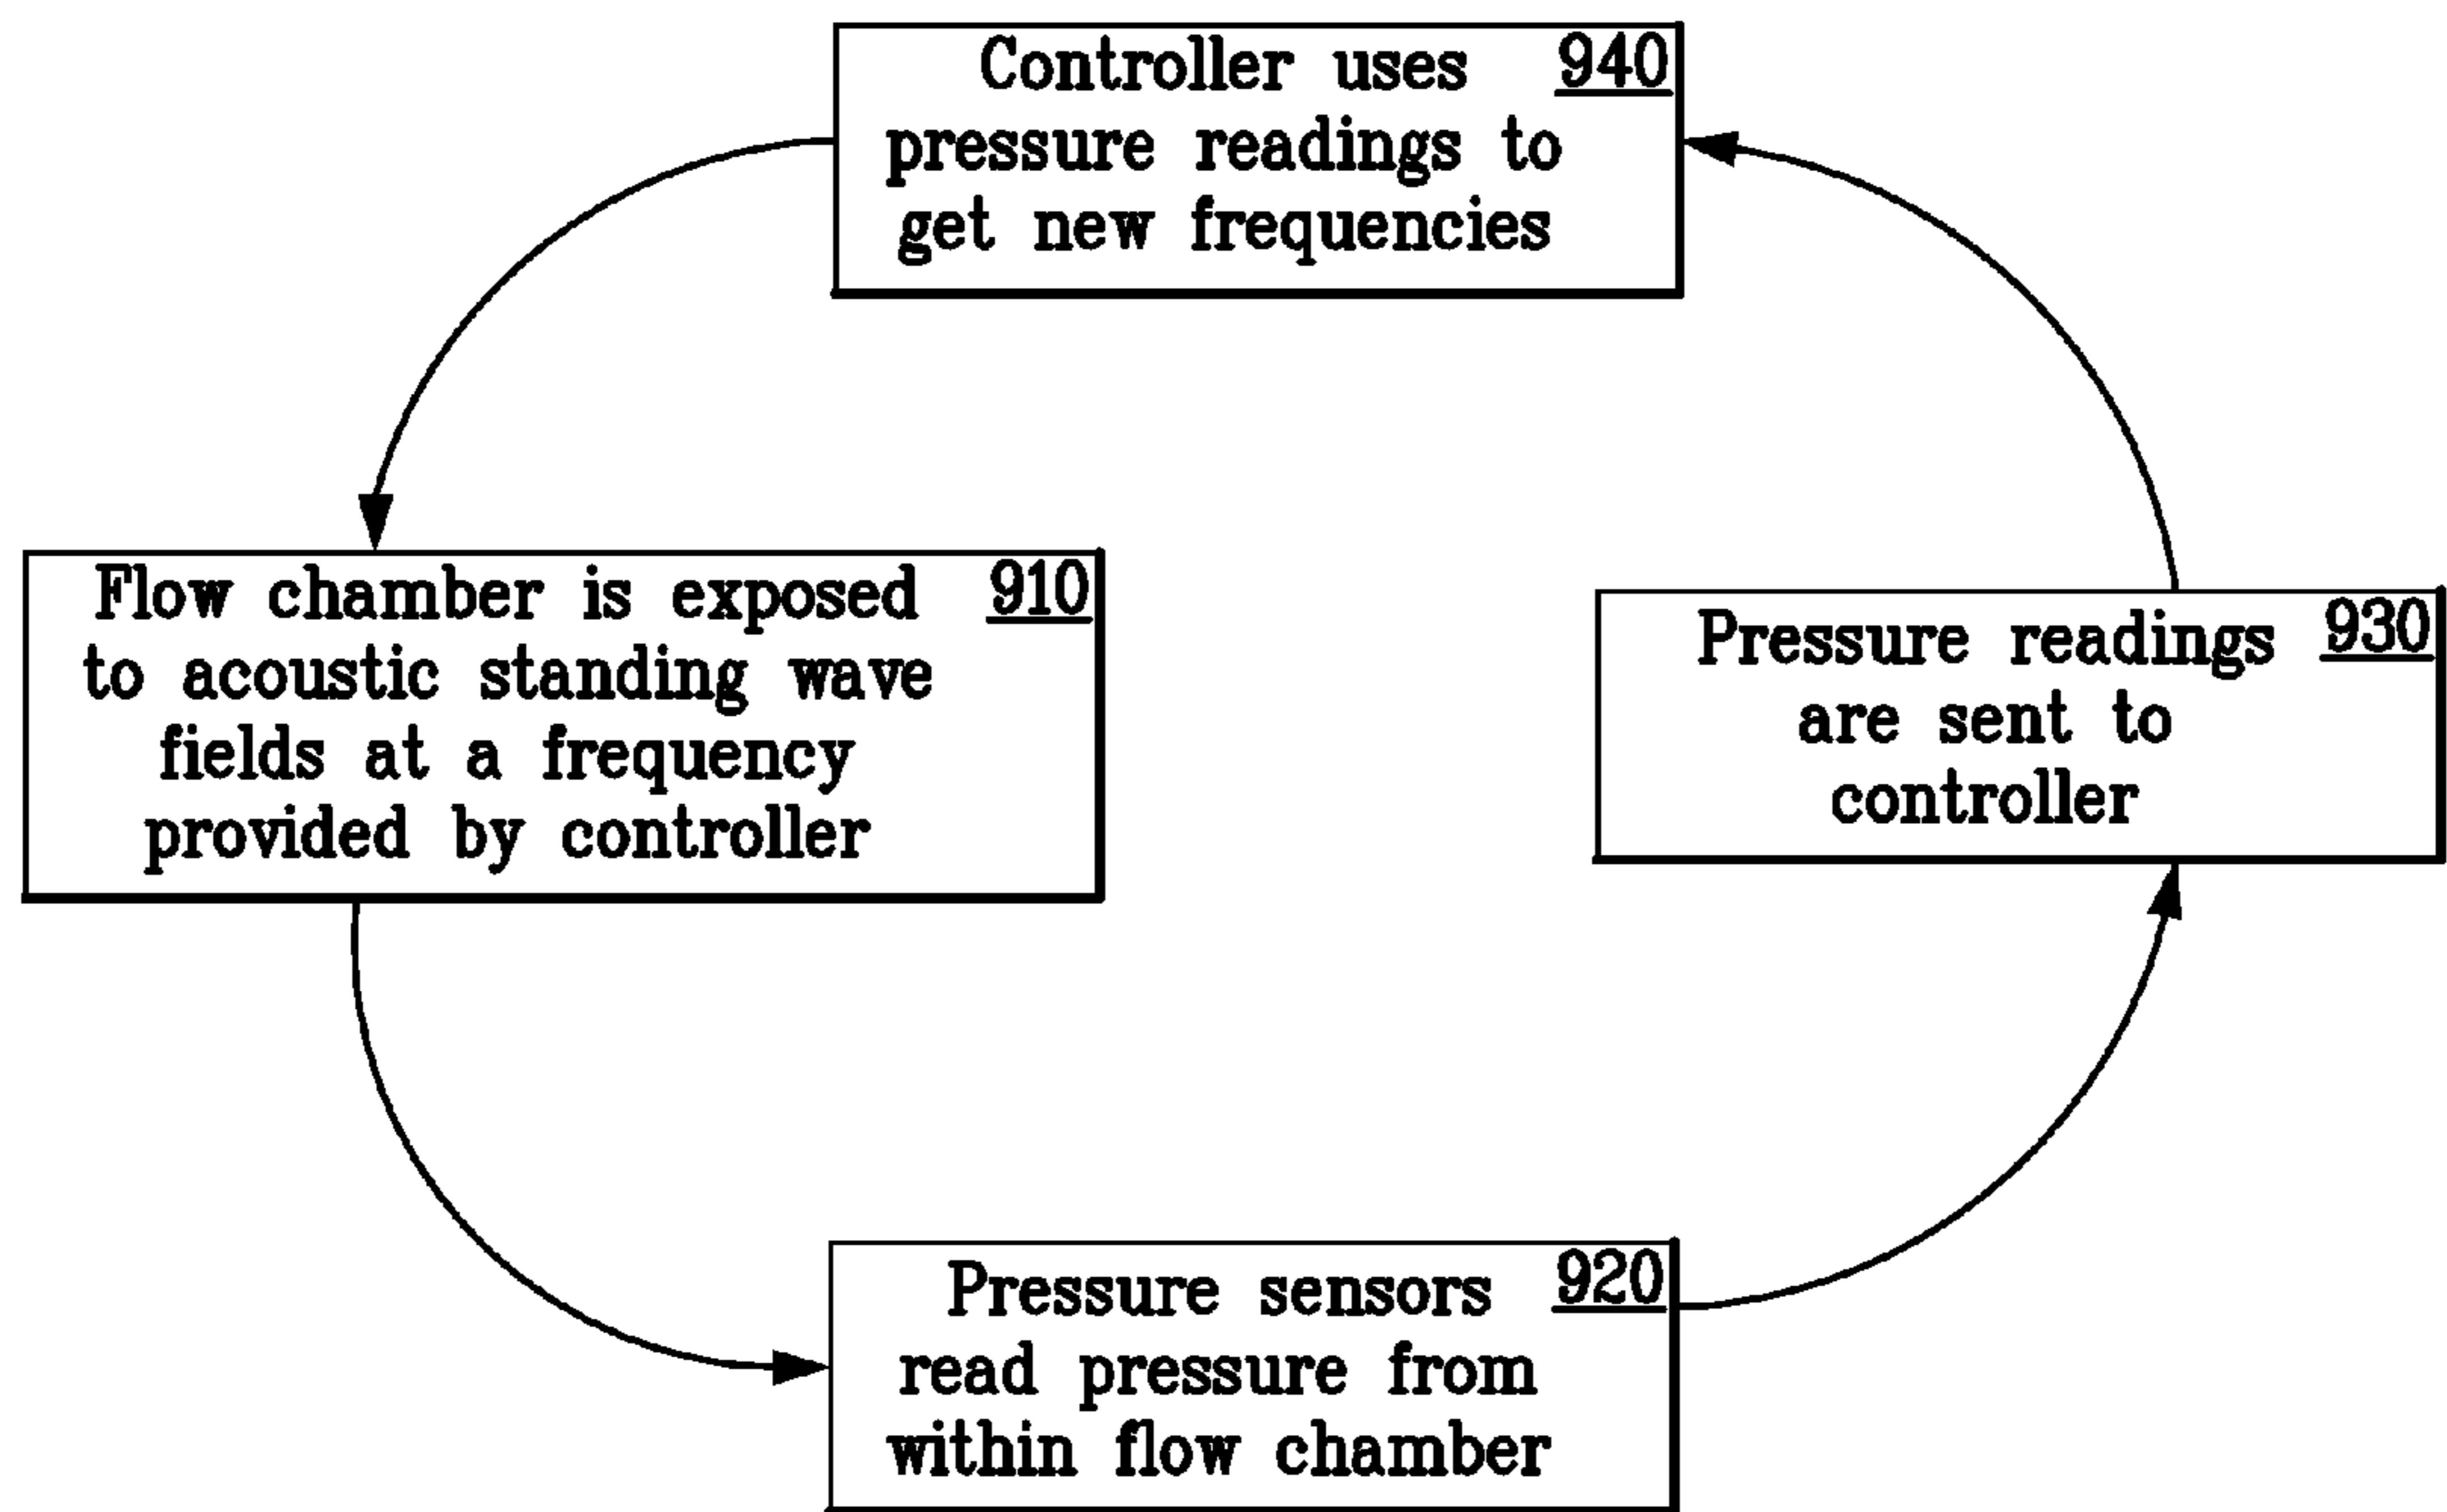 Controller uses 940
pressure readings to
get new frequencies
Flow chamber is exposed 910
to acoustic standing wave
fields at a frequency
provided by controller
Pressure readings 930
are sent to
controller
Pressure sensors 920
read pressure from
within flow chamber